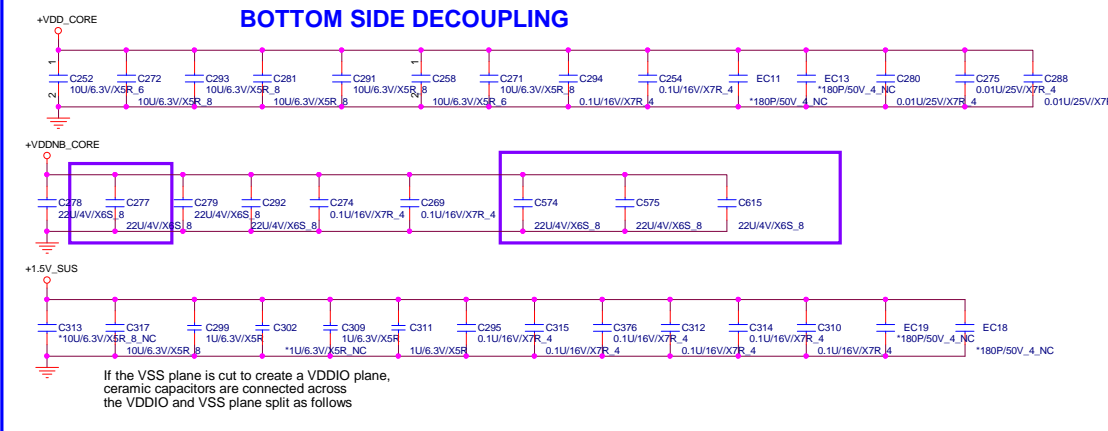 BOTTOM SIDE DECOUPLING
+VDD_CORE
1
2
C252
10U/6.3V/X5R_6
C272
10U/6.3V/X5R_8
C293
10U/6.3V/X5R_8
C281
10U/6.3V/X5R_8
C291
10U/6.3V/X5R_8
1
2
C258
10U/6.3V/X5R_6
C271
10U/6.3V/X5R_8
C294
0.1U/16V/X7R_4
C254
0.1U/16V/X7R_4
EC11
*180P/50V_4_NC
EC13
*180P/50V_4_NC
C280
0.01U/25V/X7R_4
C275
0.01U/25V/X7R_4
C288
0.01U/25V/X7R
+VDDNB_CORE
C278
22U/4V/X6S_8
C277
22U/4V/X6S_8
C279
22U/4V/X6S_8
C292
22U/4V/X6S_8
C274
0.1U/16V/X7R_4
C269
0.1U/16V/X7R_4
C574
22U/4V/X6S_8
C575
22U/4V/X6S_8
C615
22U/4V/X6S_8
+1.5V_SUS
C313
*10U/6.3V/X5R_8_NC
C317
10U/6.3V/X5R_8
C299
1U/6.3V/X5R
C302
*1U/6.3V/X5R_NC
C309
1U/6.3V/X5R
C311
1U/6.3V/X5R
C295
0.1U/16V/X7R_4
C315
0.1U/16V/X7R_4
C376
0.1U/16V/X7R_4
C312
0.1U/16V/X7R_4
C314
0.1U/16V/X7R_4
C310
0.1U/16V/X7R_4
EC19
*180P/50V_4_NC
EC18
*180P/50V_4_NC
If the VSS plane is cut to create a VDDIO plane,
ceramic capacitors are connected across
the VDDIO and VSS plane split as follows